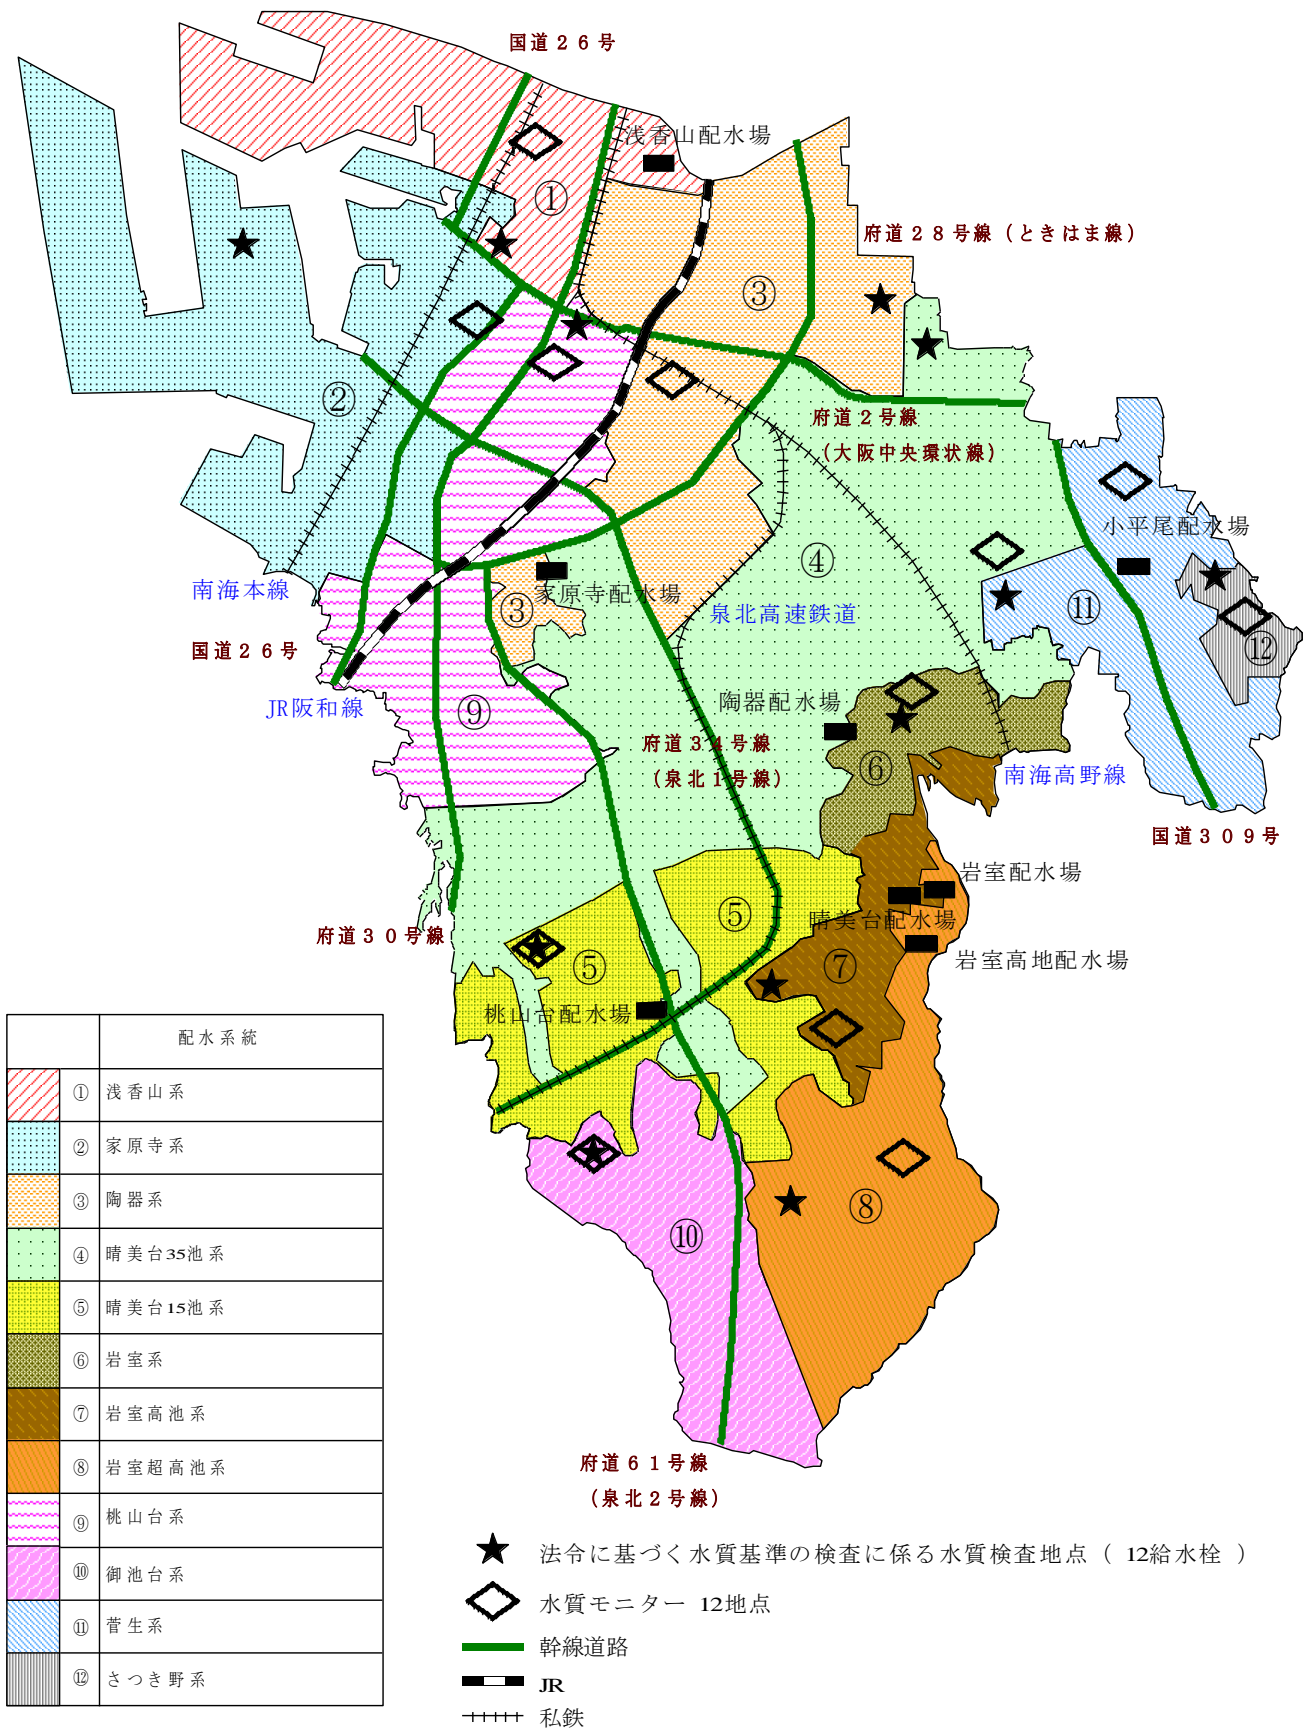 国道２６号
浅香山配水場
①
府道２８号線（ときはま線）
③
②
府道２号線
（大阪中央環状線）
小平尾配水場
④
南海本線
家原寺配水場
③
泉北高速鉄道
⑪
⑫
国道２６号
JR阪和線
⑨
陶器配水場
府道３４号線
（泉北１号線）
⑥
南海高野線
国道３０９号
岩室配水場
晴美台配水場
⑤
府道３０号線
岩室高地配水場
⑤
⑦
桃山台配水場
⑧
⑩
府道６１号線
（泉北２号線）
配水系統
① 浅香山系
② 家原寺系
③ 陶器系
④ 晴美台35池系
⑤ 晴美台15池系
⑥ 岩室系
⑦ 岩室高池系
⑧ 岩室超高池系
⑨ 桃山台系
⑩ 御池台系
⑪ 菅生系
⑫ さつき野系
法令に基づく水質基準の検査に係る水質検査地点（ 12給水栓 ）
水質モニター 12地点
幹線道路
JR
私鉄